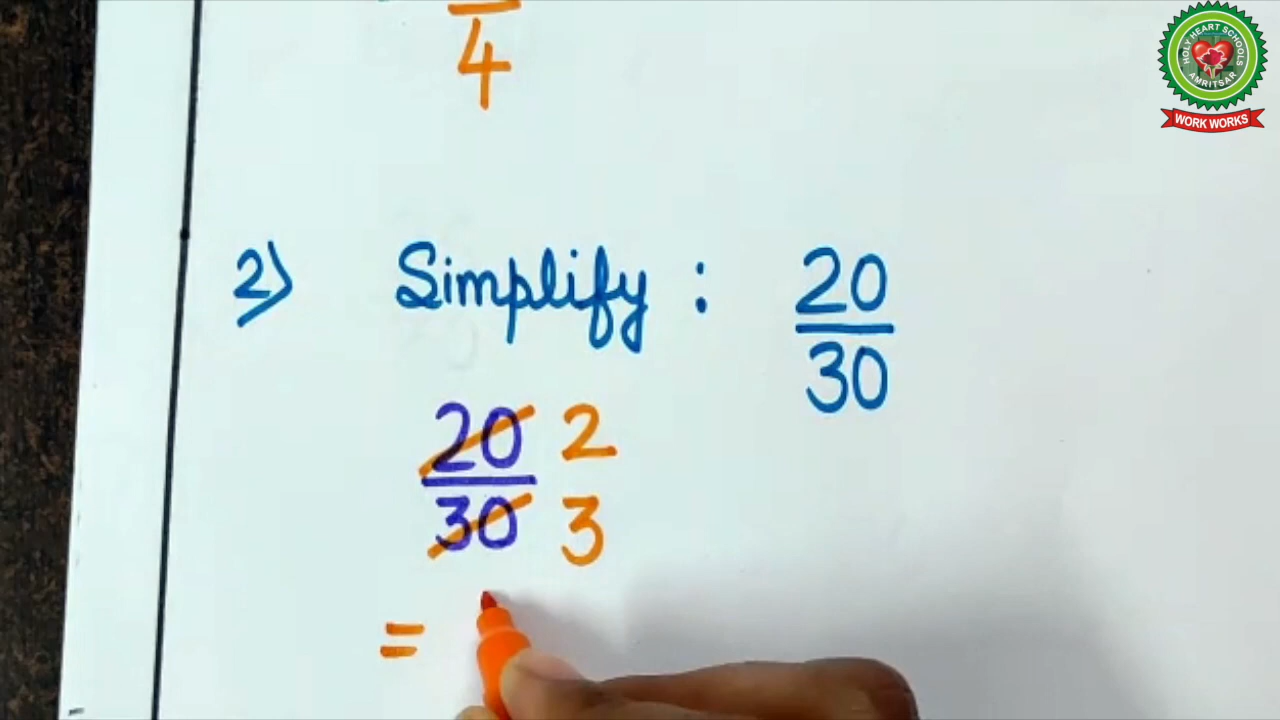 4
2) Simplify : 20
30
20 2
30 3
=
HOLY HEART SCHOOLS
AMRITSAR
WORK WORKS